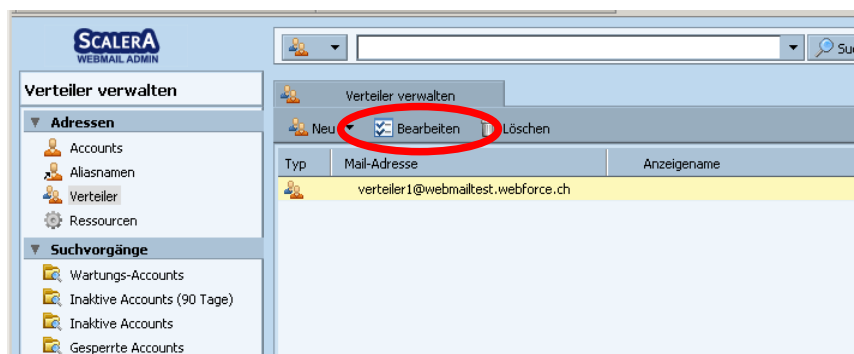 SCALERA
WEBMAIL ADMIN
Verteiler verwalten
Adressen
Accounts
Aliasnamen
Verteiler
Ressourcen
Suchvorgänge
Wartungs-Accounts
Inaktive Accounts (90 Tage)
Inaktive Accounts
Gesperrte Accounts
Verteiler verwalten
Neu Bearbeiten Löschen
Typ Mail-Adresse Anzeigename
verteiler1@webmailtest.webforce.ch